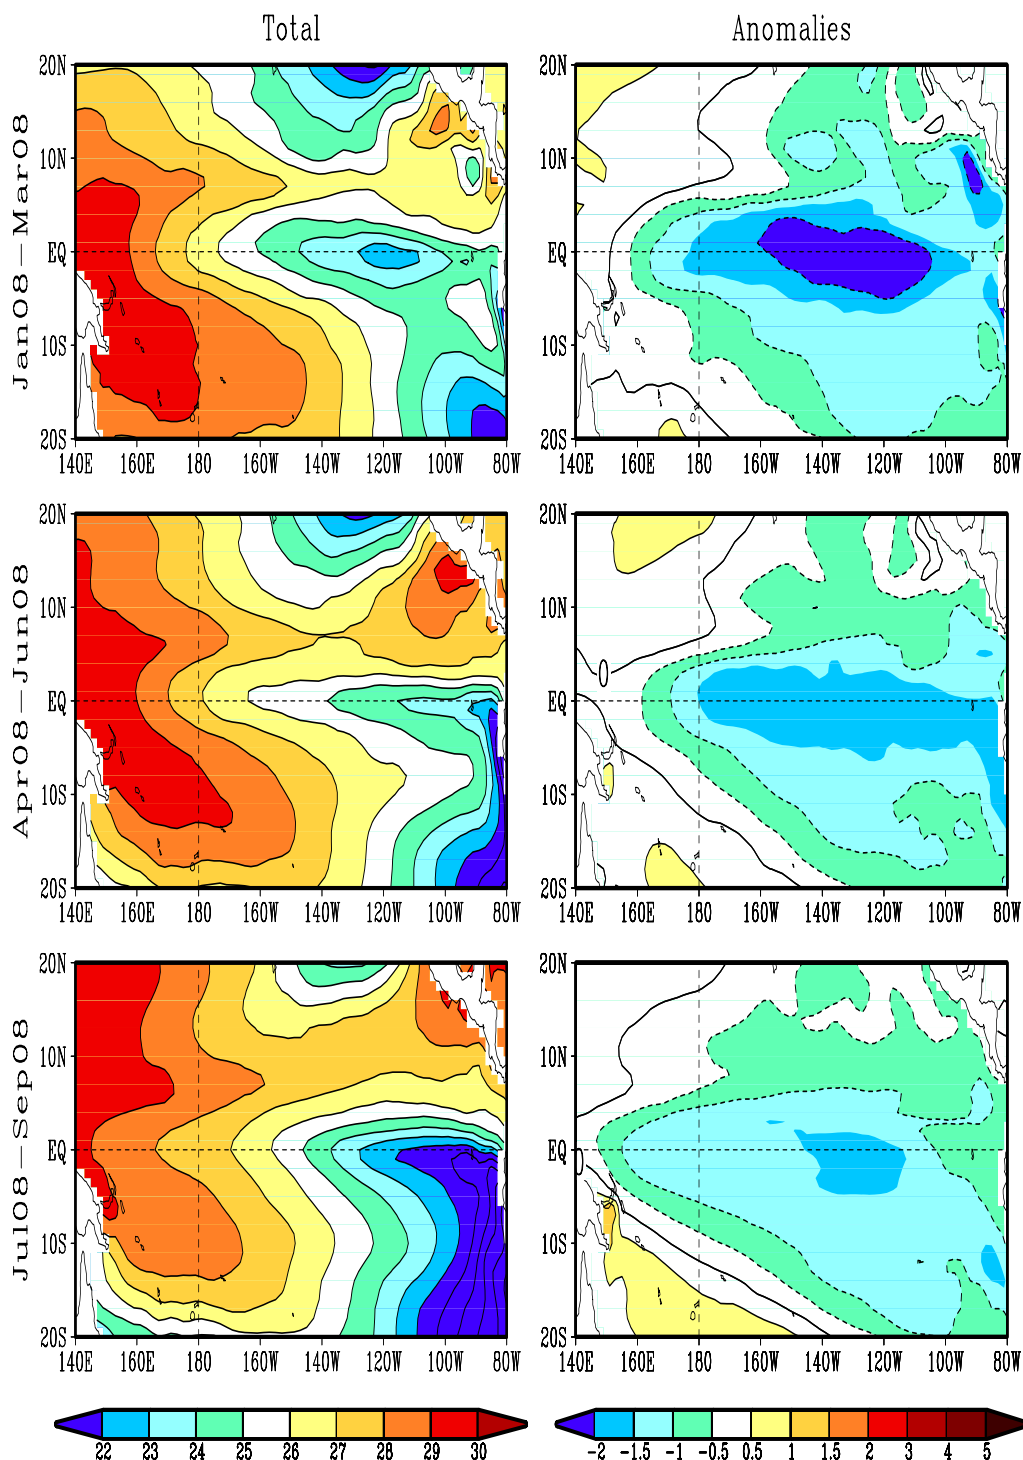 Total Anomalies
Jan08-Mar08
20N 20N
10N 10N
EQ EQ
10S 10S
20S 20S
140E 160E 180 160W 140W 120W 100W 80W 140E 160E 180 160W 140W 120W 100W 80W
Apr08-Jun08
20N 20N
10N 10N
EQ EQ
10S 10S
20S 20S
140E 160E 180 160W 140W 120W 100W 80W 140E 160E 180 160W 140W 120W 100W 80W
Jul08-Sep08
20N 20N
10N 10N
EQ EQ
10S 10S
20S 20S
140E 160E 180 160W 140W 120W 100W 80W 140E 160E 180 160W 140W 120W 100W 80W
22 23 24 25 26 27 28 29 30 -2 -1.5 -1 -0.5 0.5 1 1.5 2 3 4 5